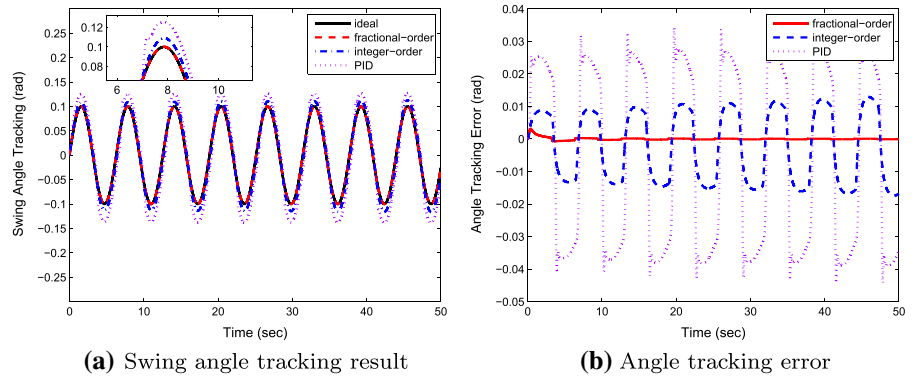 ideal
fractional−order
integer−order
PID
0.1
0.08
6
8
10
0.25
0.2
0.15
0.1
0.05
0
−0.05
−0.1
−0.15
−0.2
−0.25
Swing Angle Tracking (rad)
0
10
20
30
40
50
Time (sec)
(a) Swing angle tracking result
fractional−order
integer−order
PID
0.04
0.03
0.02
0.01
0
−0.01
−0.02
−0.03
−0.04
−0.05
Angle Tracking Error (rad)
0
10
20
30
40
50
Time (sec)
(b) Angle tracking error